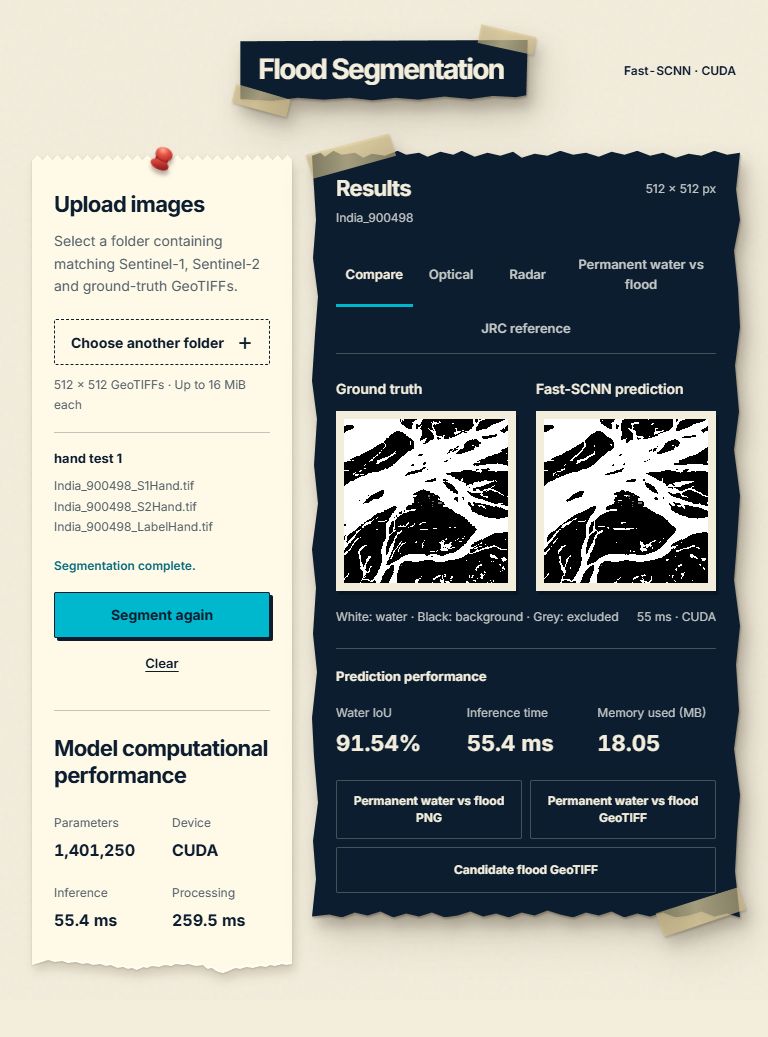 Flood Segmentation
Fast-SCNN · CUDA
Upload images
Select a folder containing
matching Sentinel-1, Sentinel-2
and ground-truth GeoTIFFs.
Choose another folder +
512 × 512 GeoTIFFs · Up to 16 MiB
each
hand test 1
India_900498_S1Hand.tif
India_900498_S2Hand.tif
India_900498_LabelHand.tif
Segmentation complete.
Segment again
Clear
Model computational
performance
Parameters Device
1,401,250 CUDA
Inference Processing
55.4 ms 259.5 ms
Results 512 × 512 px
India_900498
Compare Optical Radar Permanent water vs
flood
JRC reference
Ground truth Fast-SCNN prediction
White: water · Black: background · Grey: excluded 55 ms · CUDA
Prediction performance
Water IoU Inference time Memory used (MB)
91.54% 55.4 ms 18.05
Permanent water vs flood
PNG
Permanent water vs flood
GeoTIFF
Candidate flood GeoTIFF